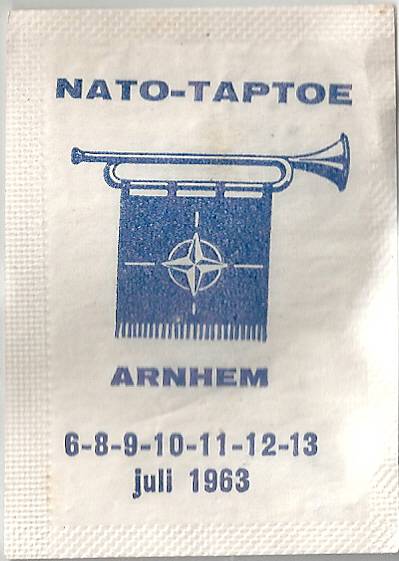 NATO-TAPTOE
ARNHEM
6-8-9-10-11-12-13
juli 1963